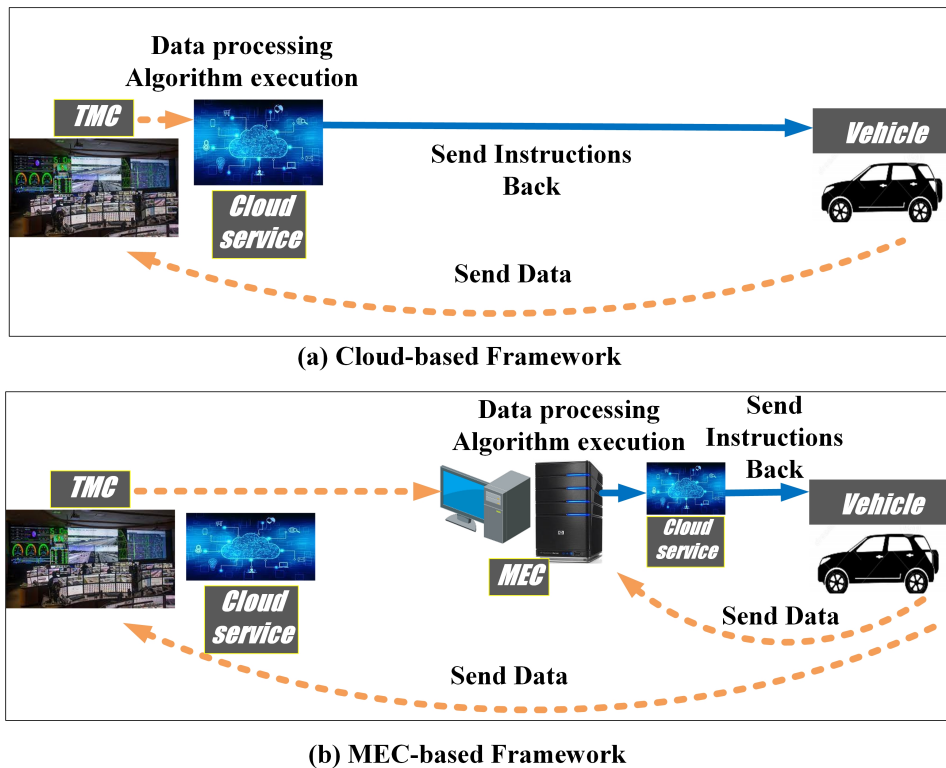 Data processing
Algorithm execution
TMC
Vehicle
Send Instructions
Back
Cloud
service
Send Data
(a) Cloud-based Framework
Data processing
Algorithm execution
Send
Instructions
Back
TMC
Vehicle
Cloud
service
MEC
Cloud
service
Send Data
Send Data
(b) MEC-based Framework